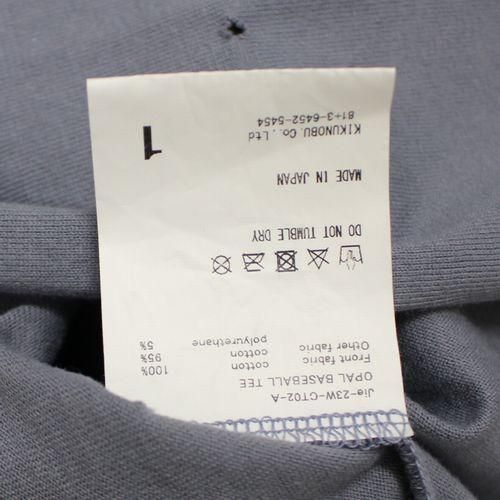 Jie-23W-CT02-A
OPAL BASEBALL TEE
Front fabric cotton 100%
Other fabric cotton 95%
polyurethane 5%
DO NOT TUMBLE DRY
MADE IN JAPAN
KIKUNOBU.Co.,Ltd
81+3-6452-5454
1